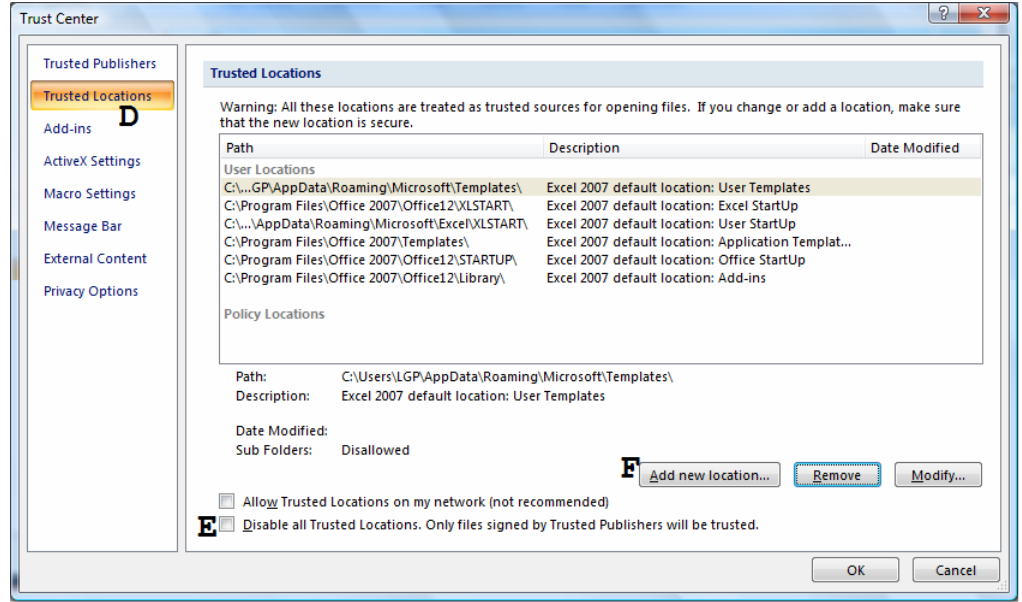 Trust Center
?
X
Trusted Publishers
Trusted Locations
D
Add-ins
ActiveX Settings
Macro Settings
Message Bar
External Content
Privacy Options
Trusted Locations
Warning: All these locations are treated as trusted sources for opening files. If you change or add a location, make sure
that the new location is secure.
Path Description Date Modified
User Locations
C:\...GP\AppData\Roaming\Microsoft\Templates\ Excel 2007 default location: User Templates
C:\Program Files\Office 2007\Office12\XLSTART\ Excel 2007 default location: Excel StartUp
C:\...\AppData\Roaming\Microsoft\Excel\XLSTART\ Excel 2007 default location: User StartUp
C:\Program Files\Office 2007\Templates\ Excel 2007 default location: Application Templat...
C:\Program Files\Office 2007\Office12\STARTUP\ Excel 2007 default location: Office StartUp
C:\Program Files\Office 2007\Office12\Library\ Excel 2007 default location: Add-ins
Policy Locations
Path: C:\Users\LGP\AppData\Roaming\Microsoft\Templates\
Description: Excel 2007 default location: User Templates
Date Modified:
Sub Folders: Disallowed
F Add new location... Remove Modify...
Allow Trusted Locations on my network (not recommended)
E Disable all Trusted Locations. Only files signed by Trusted Publishers will be trusted.
OK Cancel